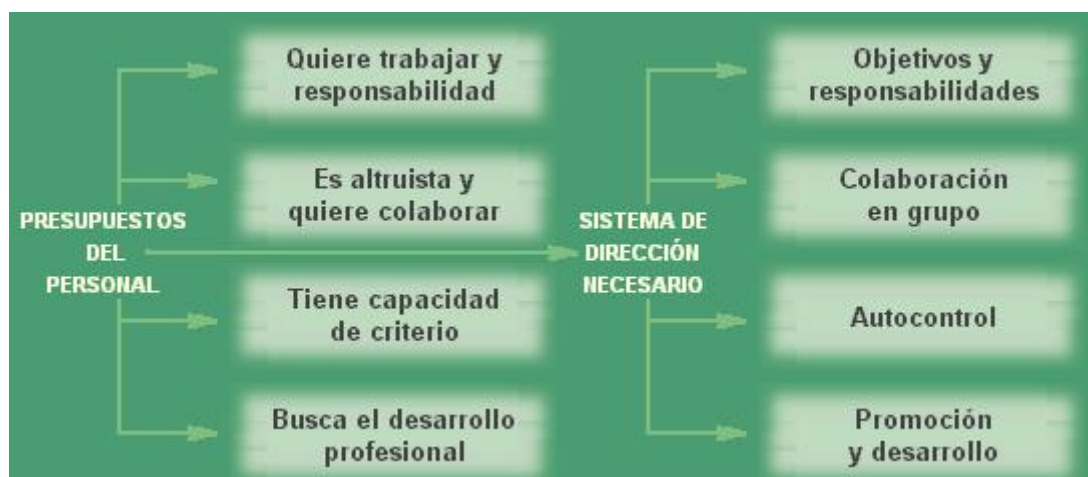 Quiere trabajar y
responsabilidad
Es altruista y
quiere colaborar
PRESUPUESTOS
DEL
PERSONAL
Tiene capacidad
de criterio
Busca el desarrollo
profesional
Objetivos y
responsabilidades
Colaboración
en grupo
SISTEMA DE
DIRECCIÓN
NECESARIO
Autocontrol
Promoción
y desarrollo